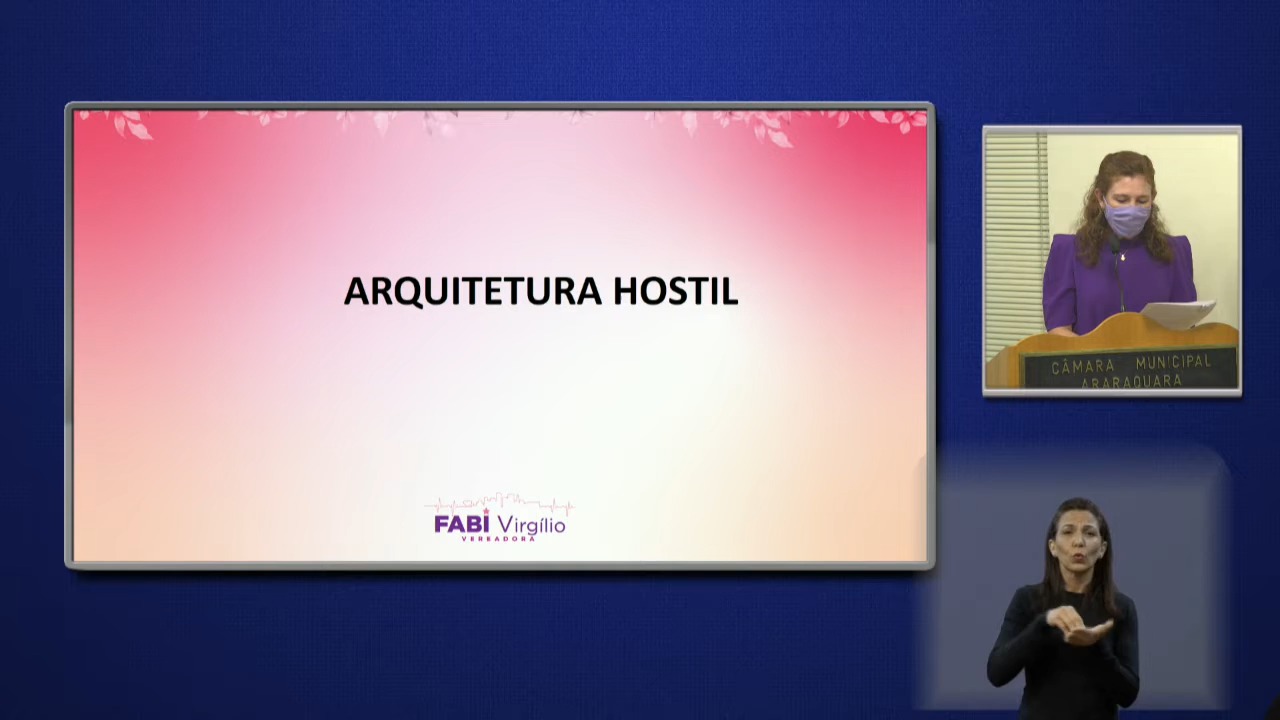 ARQUITETURA HOSTIL
FABI Virgílio
VEREADORA
CÂMARA MUNICIPAL
ARARAQUARA